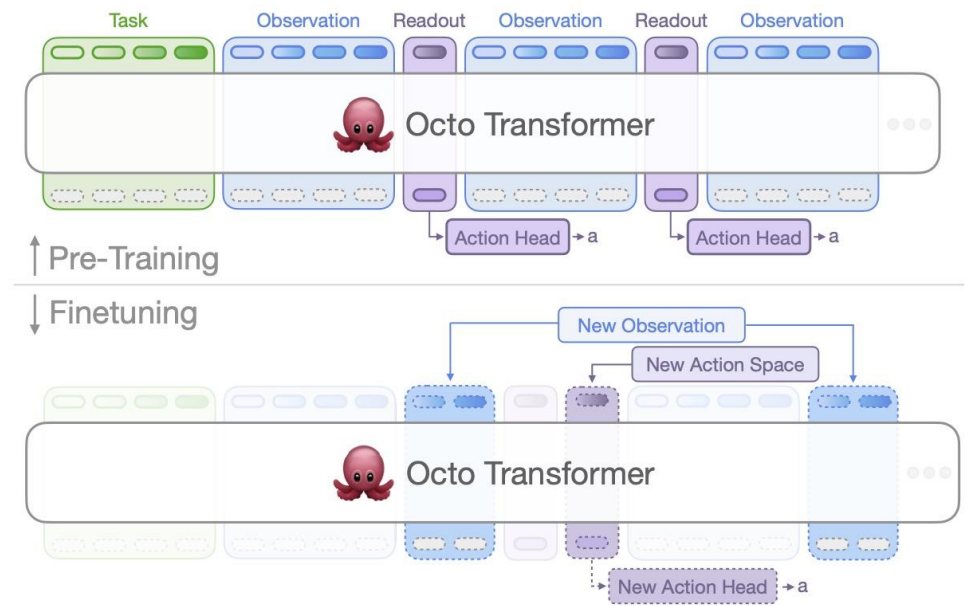 Task Observation Readout Observation Readout Observation
Octo Transformer
Action Head a Action Head a
Pre-Training
Finetuning
New Observation
New Action Space
Octo Transformer
New Action Head a